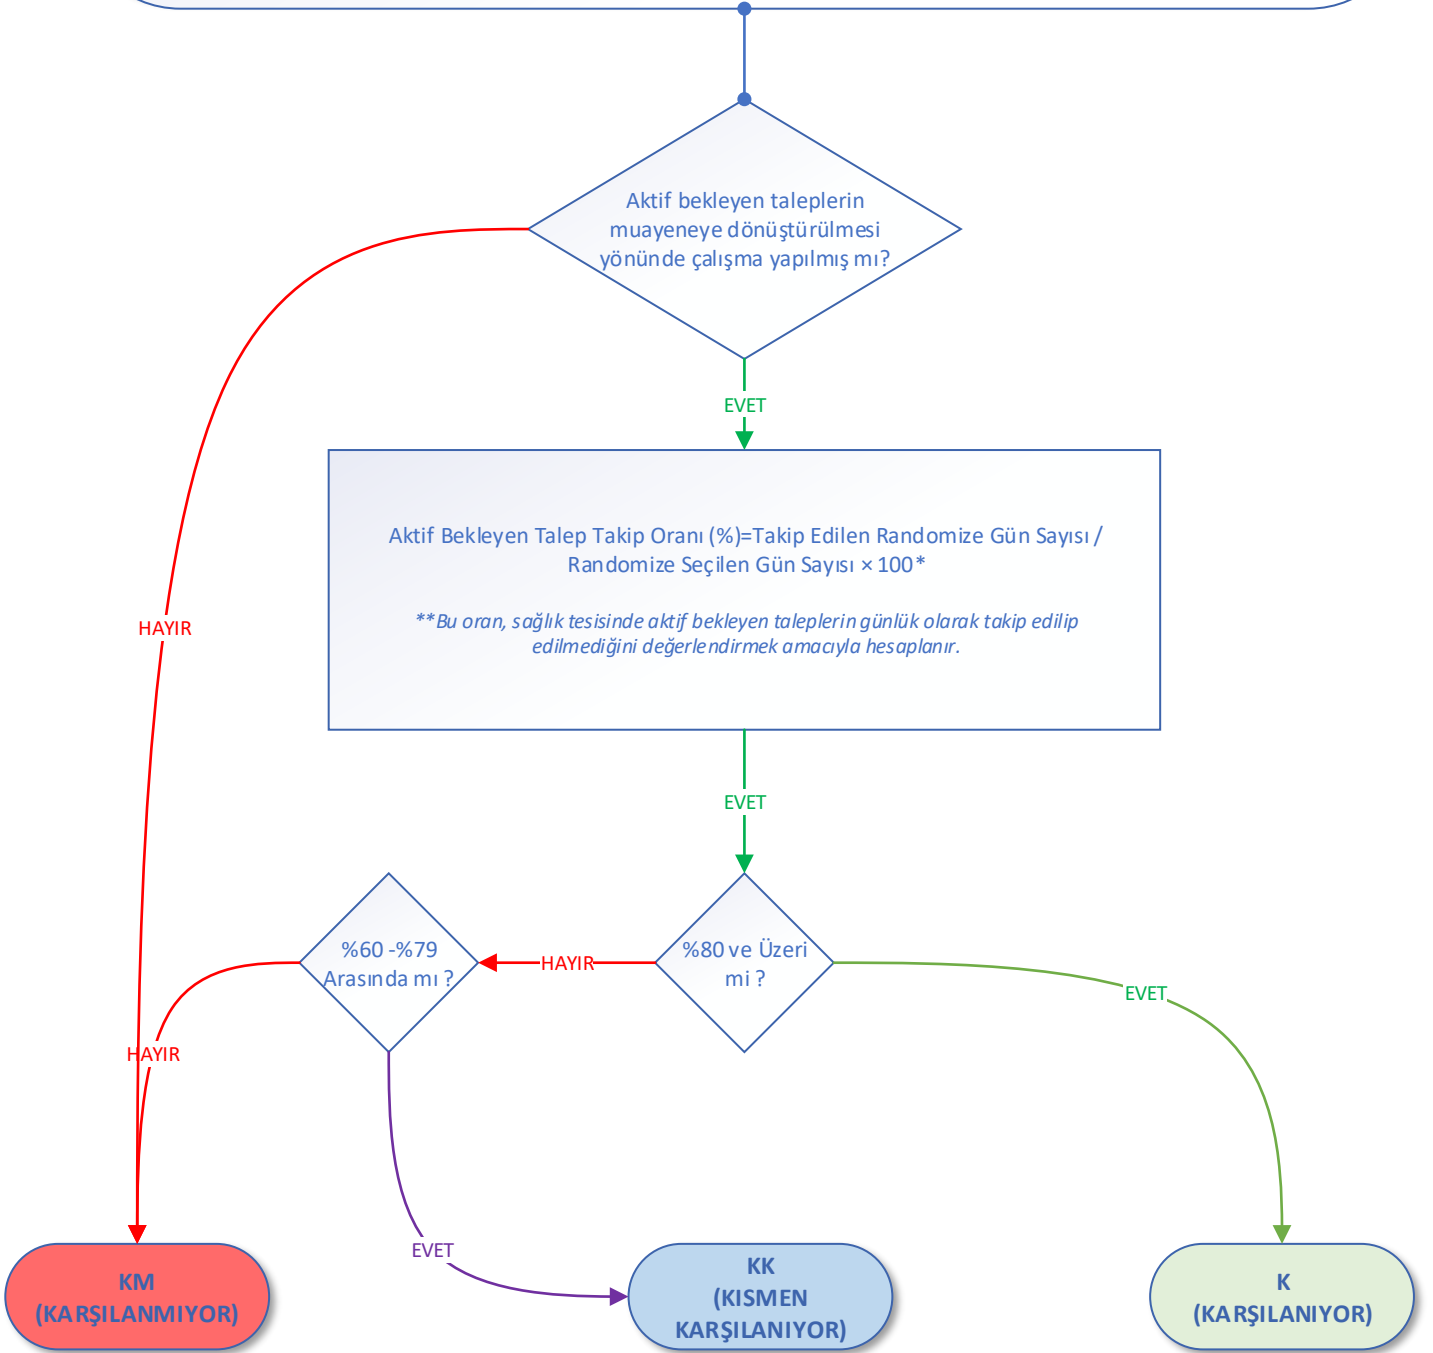 Aktif bekleyen taleplerin
muayeneye dönüştürülmesi
yönünde çalışma yapılmış mı?
EVET
Aktif Bekleyen Talep Takip Oranı (%)=Takip Edilen Randomize Gün Sayısı /
Randomize Seçilen Gün Sayısı × 100*
**Bu oran, sağlık tesisinde aktif bekleyen taleplerin günlük olarak takip edilip
edilmediğini değerlendirmek amacıyla hesaplanır.
HAYIR
EVET
%60 -%79
Arasında mı ?
HAYIR
%80 ve Üzeri
mi ?
EVET
HAYIR
EVET
KM
(KARŞILANMIYOR)
KK
(KISMEN
KARŞILANIYOR)
K
(KARŞILANIYOR)